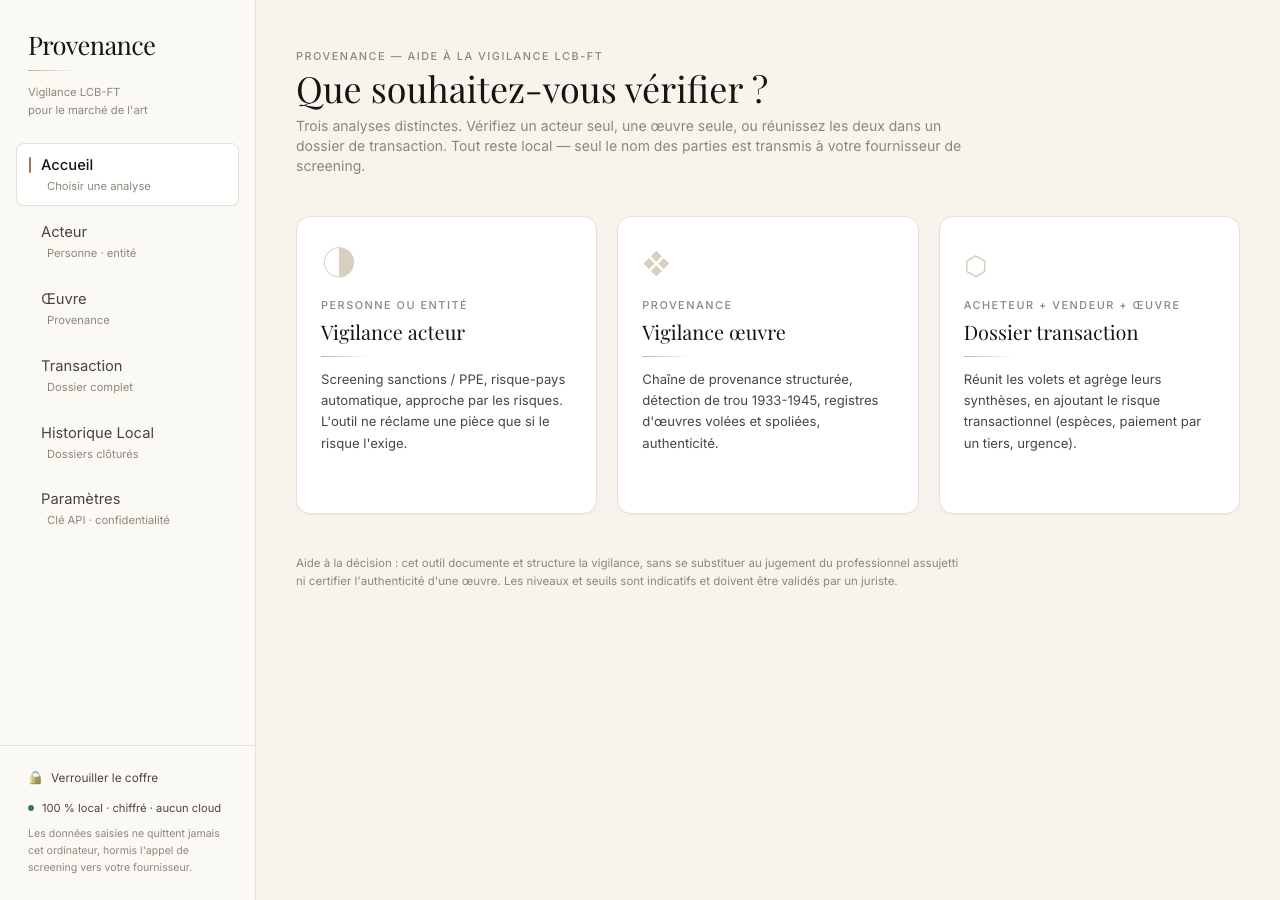 Provenance
Vigilance LCB-FT
pour le marché de l'art
Accueil
Choisir une analyse
Acteur
Personne · entité
Œuvre
Provenance
Transaction
Dossier complet
Historique Local
Dossiers clôturés
Paramètres
Clé API · confidentialité
Verrouiller le coffre
100 % local · chiffré · aucun cloud
Les données saisies ne quittent jamais
cet ordinateur, hormis l'appel de
screening vers votre fournisseur.
PROVENANCE — AIDE À LA VIGILANCE LCB-FT
Que souhaitez-vous vérifier ?
Trois analyses distinctes. Vérifiez un acteur seul, une œuvre seule, ou réunissez les deux dans un
dossier de transaction. Tout reste local — seul le nom des parties est transmis à votre fournisseur de
screening.
PERSONNE OU ENTITÉ
Vigilance acteur
Screening sanctions / PPE, risque-pays
automatique, approche par les risques.
L'outil ne réclame une pièce que si le
risque l'exige.
PROVENANCE
Vigilance œuvre
Chaîne de provenance structurée,
détection de trou 1933-1945, registres
d'œuvres volées et spoliées,
authenticité.
ACHETEUR + VENDEUR + ŒUVRE
Dossier transaction
Réunit les volets et agrège leurs
synthèses, en ajoutant le risque
transactionnel (espèces, paiement par
un tiers, urgence).
Aide à la décision : cet outil documente et structure la vigilance, sans se substituer au jugement du professionnel assujetti
ni certifier l'authenticité d'une œuvre. Les niveaux et seuils sont indicatifs et doivent être validés par un juriste.